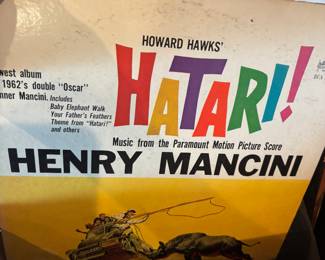 HOWARD HAWKS'
west album
1962's double "Oscar"
nner Mancini. Includes
Baby Elephant Walk
Your Father's Feathers
Theme from "Hatari!"
and others
HATARI!
Music from the Paramount Motion Picture Score
HENRY MANCINI